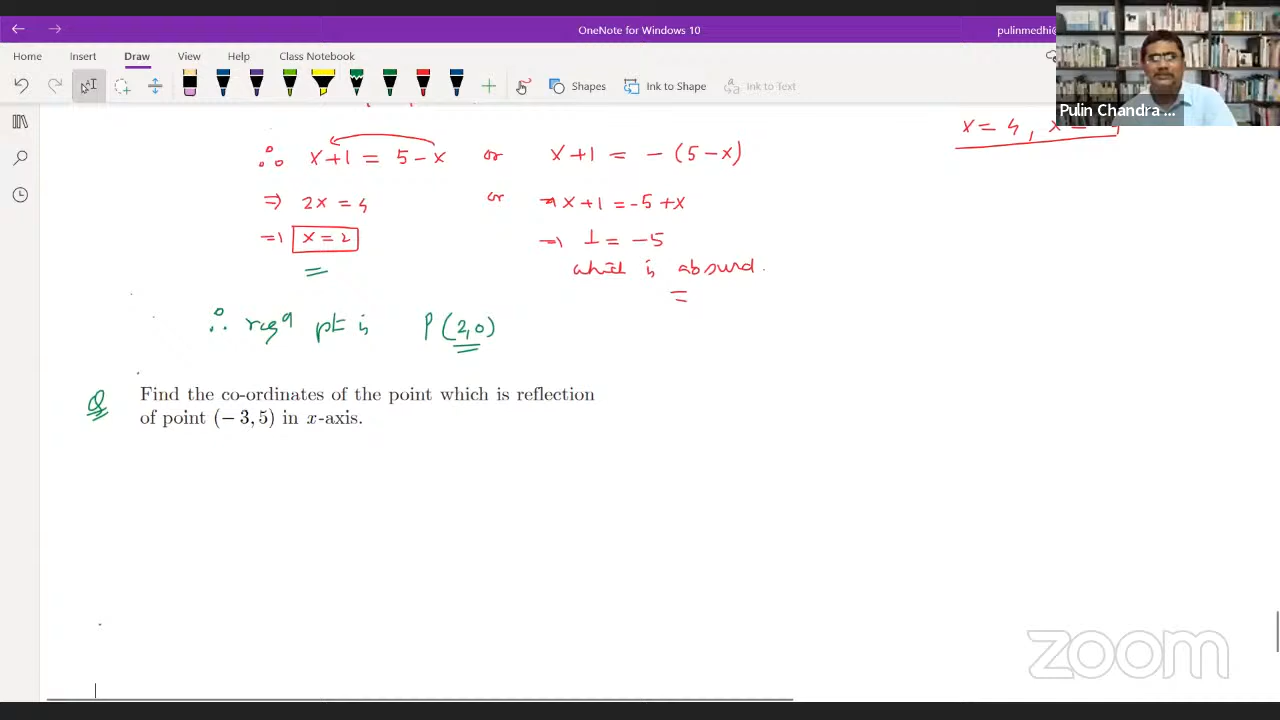 OneNote for Windows 10
pulinmedhi@
Home Insert Draw View Help Class Notebook
Shapes Ink to Shape Ink to Text
Pulin Chandra ...
x = 4, x =
∴ x+1 = 5-x or x+1 = -(5-x)
⇒ 2x = 4 or ⇒ x+1 = -5+x
⇒ x = 2 ⇒ 1 = -5
which is absurd.
∴ reqd pt is P(2,0)
Q Find the co-ordinates of the point which is reflection
of point (− 3, 5) in x-axis.
zoom